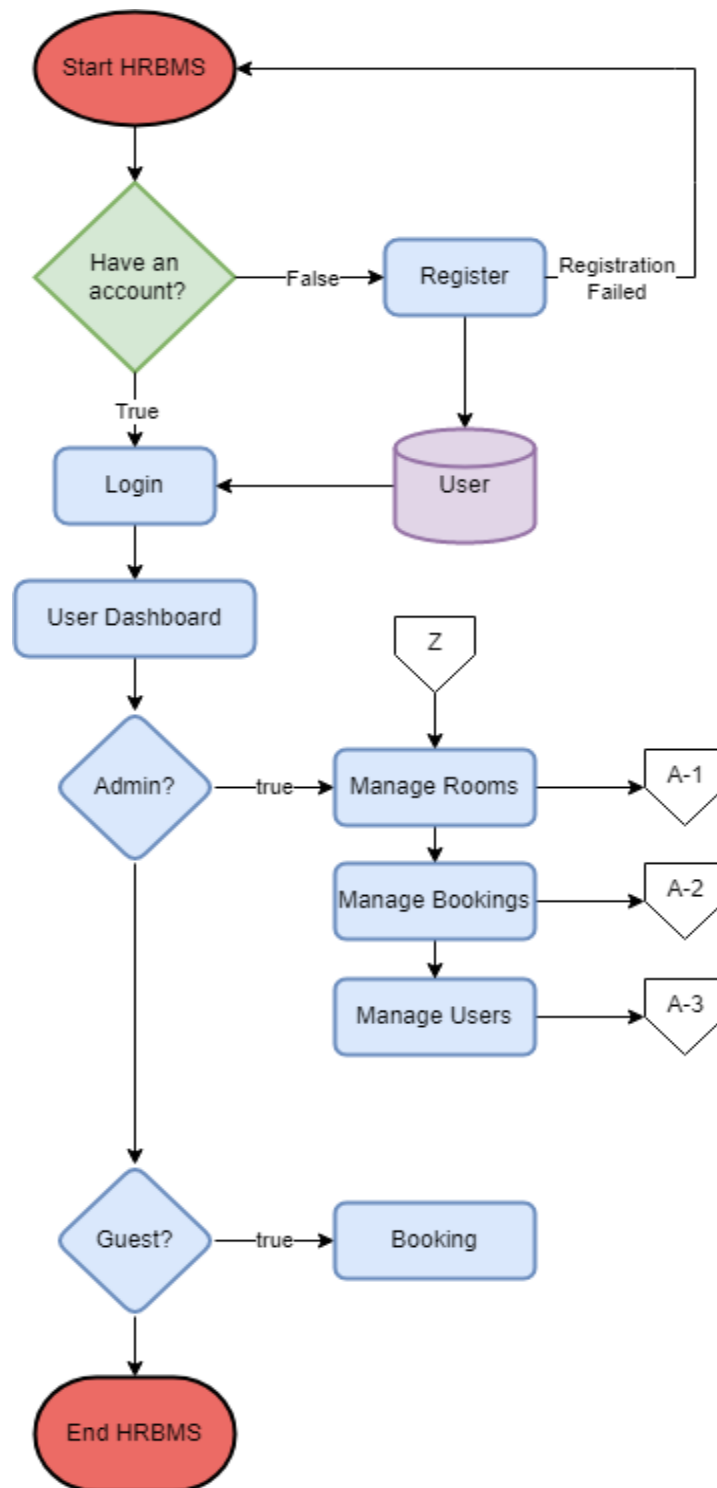 Start HRBMS
Have an
account?
False
Register
Registration
Failed
True
Login
User
User Dashboard
Z
Admin?
true
Manage Rooms
A-1
Manage Bookings
A-2
Manage Users
A-3
Guest?
true
Booking
End HRBMS